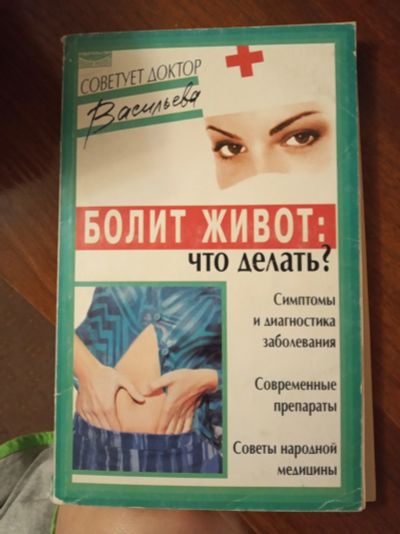 СОВЕТУЕТ ДОКТОР
Васильева
БОЛИТ ЖИВОТ:
что делать?
Симптомы
и диагностика
заболевания
Современные
препараты
Советы народной
медицины